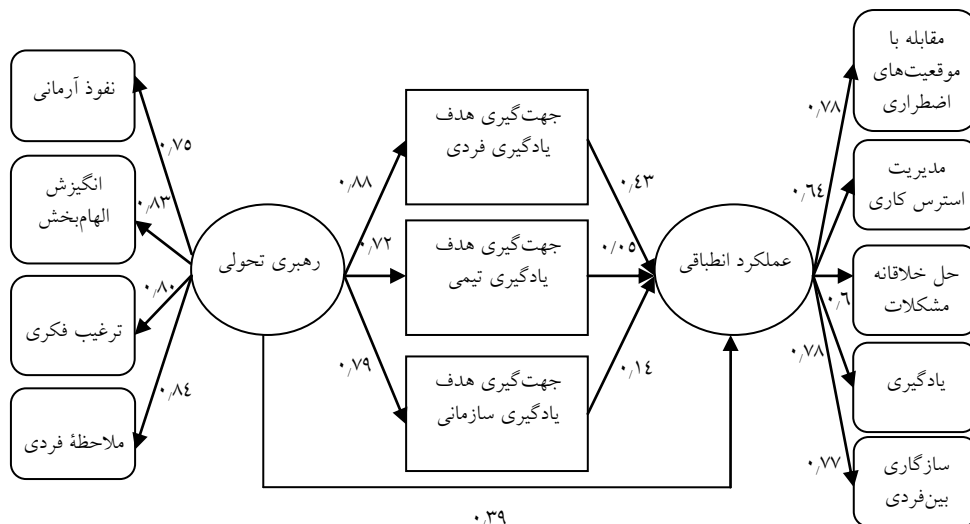 نفوذ آرمانی
انگیزش
الهام‌بخش
ترغیب فکری
ملاحظهٔ فردی
۰٫۷۵
۰٫۸۳
۰٫۸۰
۰٫۸٤
رهبری تحولی
۰٫۸۸
۰٫۷۲
۰٫۷۹
جهت‌گیری هدف
یادگیری فردی
جهت‌گیری هدف
یادگیری تیمی
جهت‌گیری هدف
یادگیری سازمانی
۰٫٤۳
۰٫۰۵
۰٫۱٤
۰٫۳۹
عملکرد انطباقی
۰٫۷۸
۰٫٦٤
۰٫٦
۰٫۷۸
۰٫۷۷
مقابله با
موقعیت‌های
اضطراری
مدیریت
استرس کاری
حل خلاقانه
مشکلات
یادگیری
سازگاری
بین‌فردی